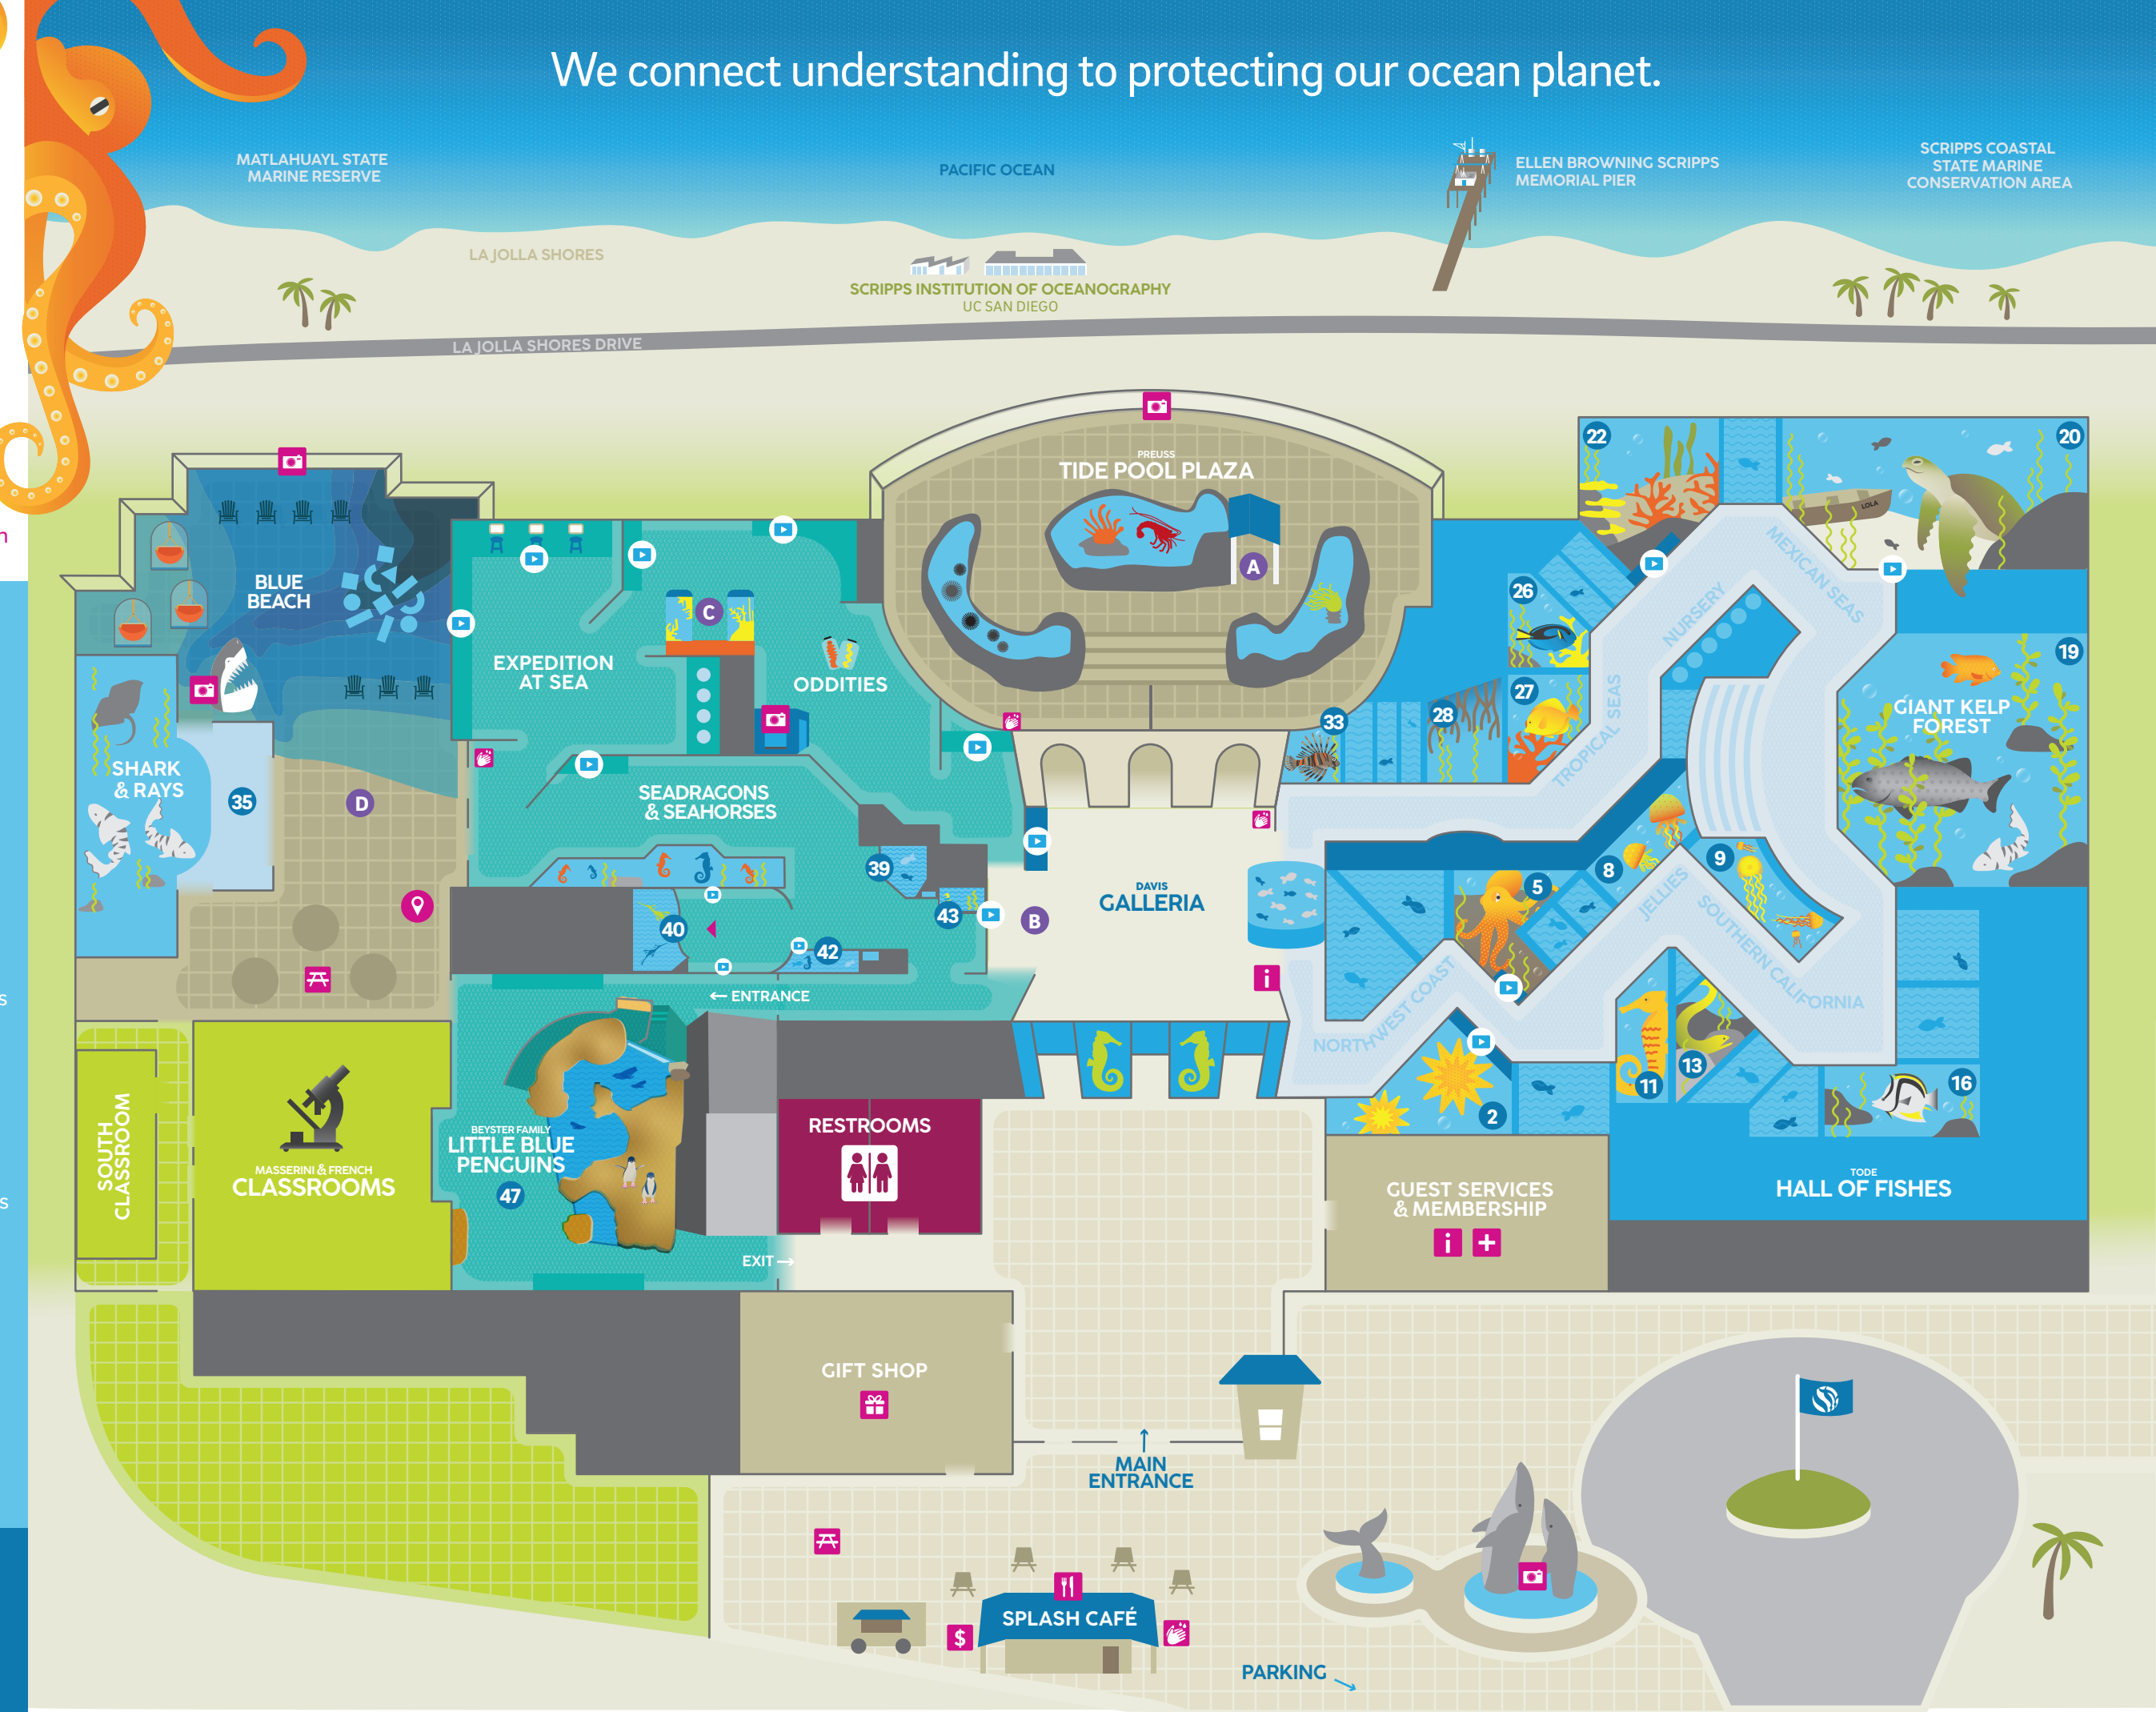 We connect understanding to protecting our ocean planet.
MATLAHUAYL STATE
MARINE RESERVE
PACIFIC OCEAN
ELLEN BROWNING SCRIPPS
MEMORIAL PIER
SCRIPPS COASTAL
STATE MARINE
CONSERVATION AREA
LA JOLLA SHORES
SCRIPPS INSTITUTION OF OCEANOGRAPHY
UC SAN DIEGO
LA JOLLA SHORES DRIVE
n
s
s
BLUE
BEACH
SHARK
& RAYS
35
D
EXPEDITION
AT SEA
C
ODDITIES
SEADRAGONS
& SEAHORSES
39
43
40
42
← ENTRANCE
PREUSS
TIDE POOL PLAZA
A
DAVIS
GALLERIA
B
i
22
20
LOLA
26
27
28
33
19
MEXICAN SEAS
NURSERY
TROPICAL SEAS
GIANT KELP
FOREST
5
8
9
JELLIES
SOUTHERN CALIFORNIA
NORTHWEST COAST
2
11
13
16
TODE
HALL OF FISHES
SOUTH
CLASSROOM
MASSERINI & FRENCH
CLASSROOMS
BEYSTER FAMILY
LITTLE BLUE
PENGUINS
47
RESTROOMS
EXIT →
GUEST SERVICES
& MEMBERSHIP
i +
GIFT SHOP
MAIN
ENTRANCE
SPLASH CAFÉ
$
PARKING